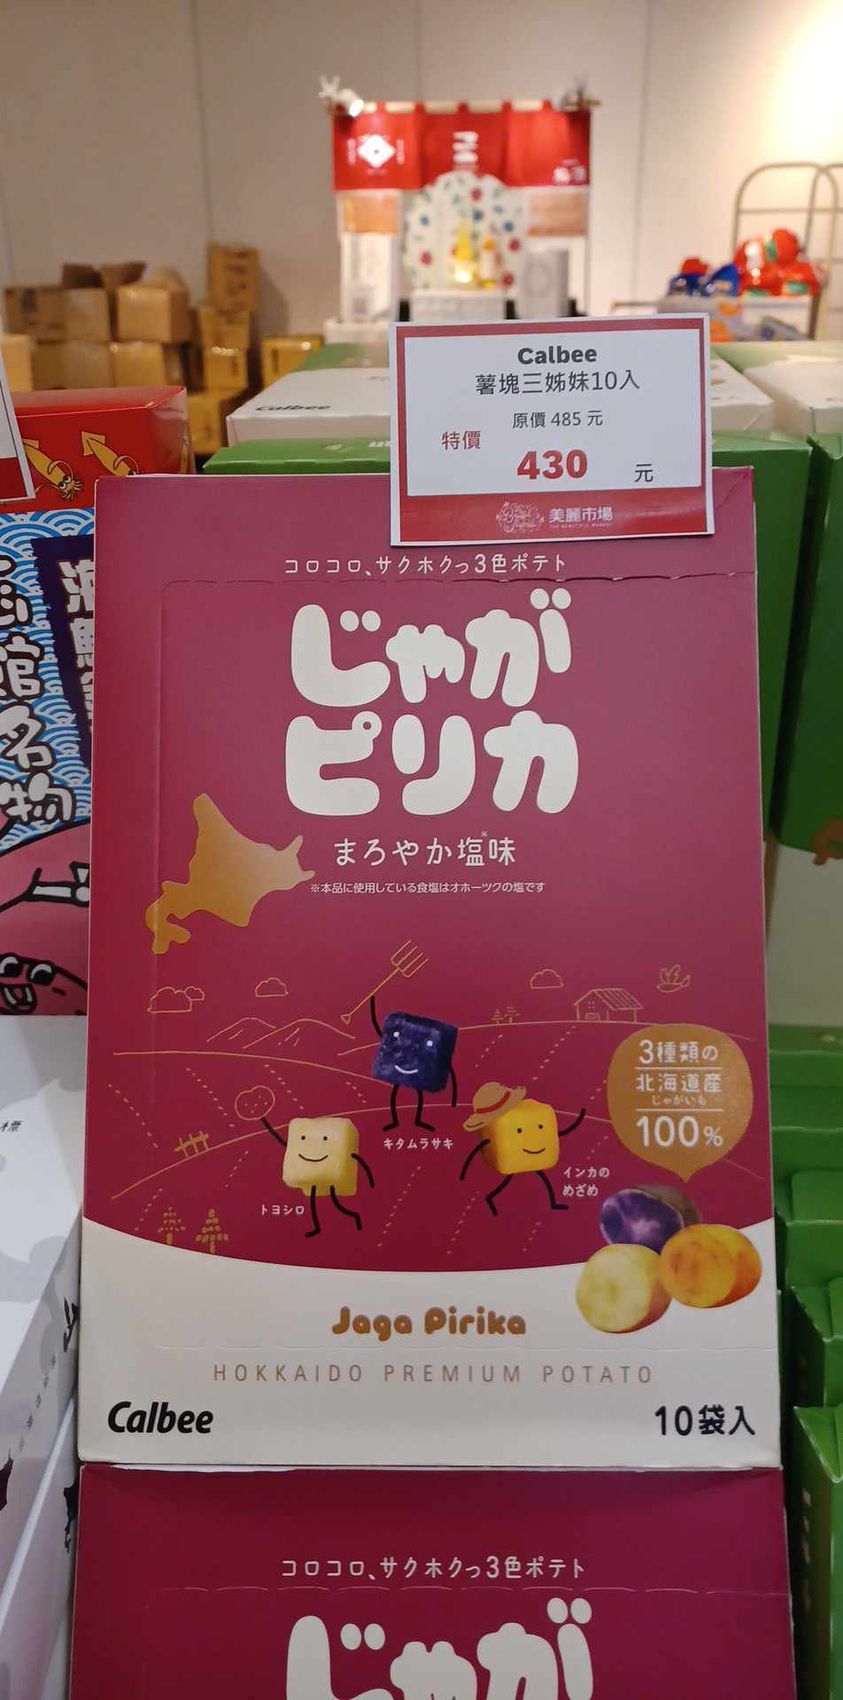 Calbee
薯塊三姊妹10入
原價 485 元
特價
430 元
美麗市場
Calbee
コロコロ、サクホクっ3色ポテト
じゃが
ピリカ
まろやか塩※味
※本品に使用している食塩はオホーツクの塩です
館名物
3種類の
北海道産
じゃがいも
100%
キタムラサキ
インカの
めざめ
トヨシロ
Jaga Pirika
HOKKAIDO PREMIUM POTATO
Calbee
10袋入
コロコロ、サクホクっ3色ポテト
じゃが